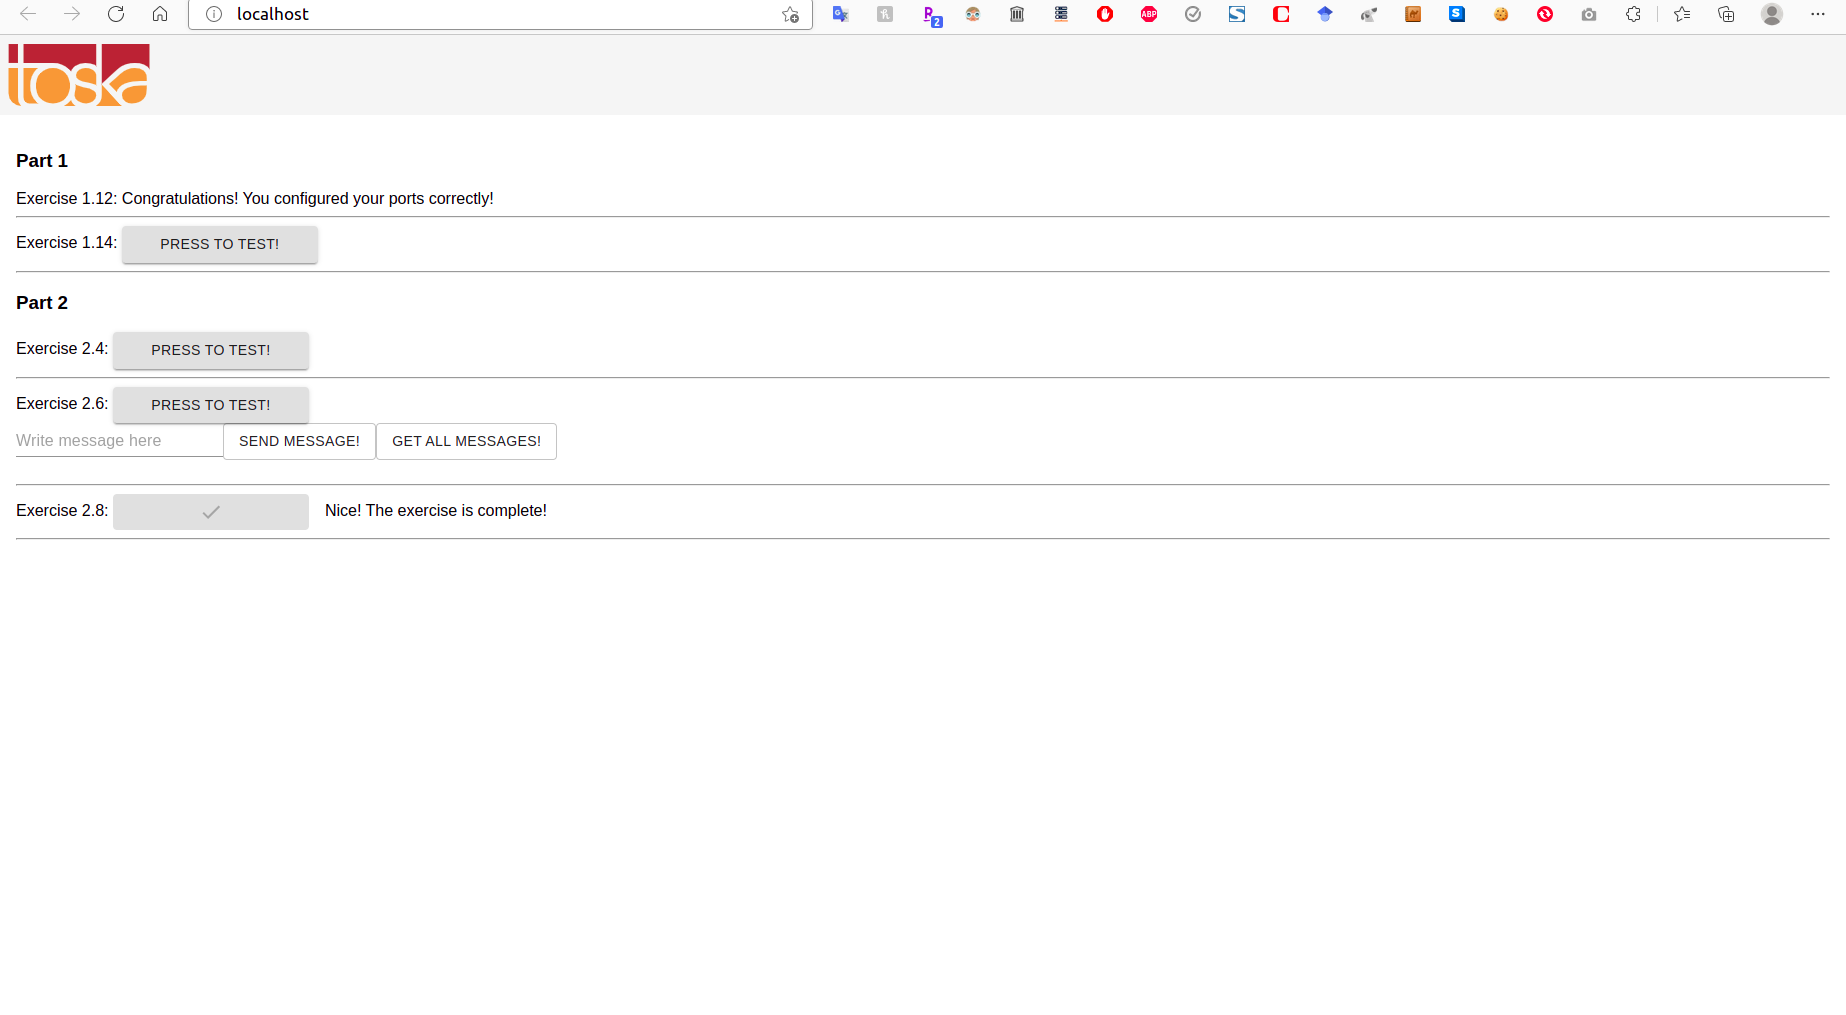 localhost
2
ABP
S
toska
Part 1
Exercise 1.12: Congratulations! You configured your ports correctly!
Exercise 1.14: PRESS TO TEST!
Part 2
Exercise 2.4: PRESS TO TEST!
Exercise 2.6: PRESS TO TEST!
Write message here SEND MESSAGE! GET ALL MESSAGES!
Exercise 2.8: Nice! The exercise is complete!